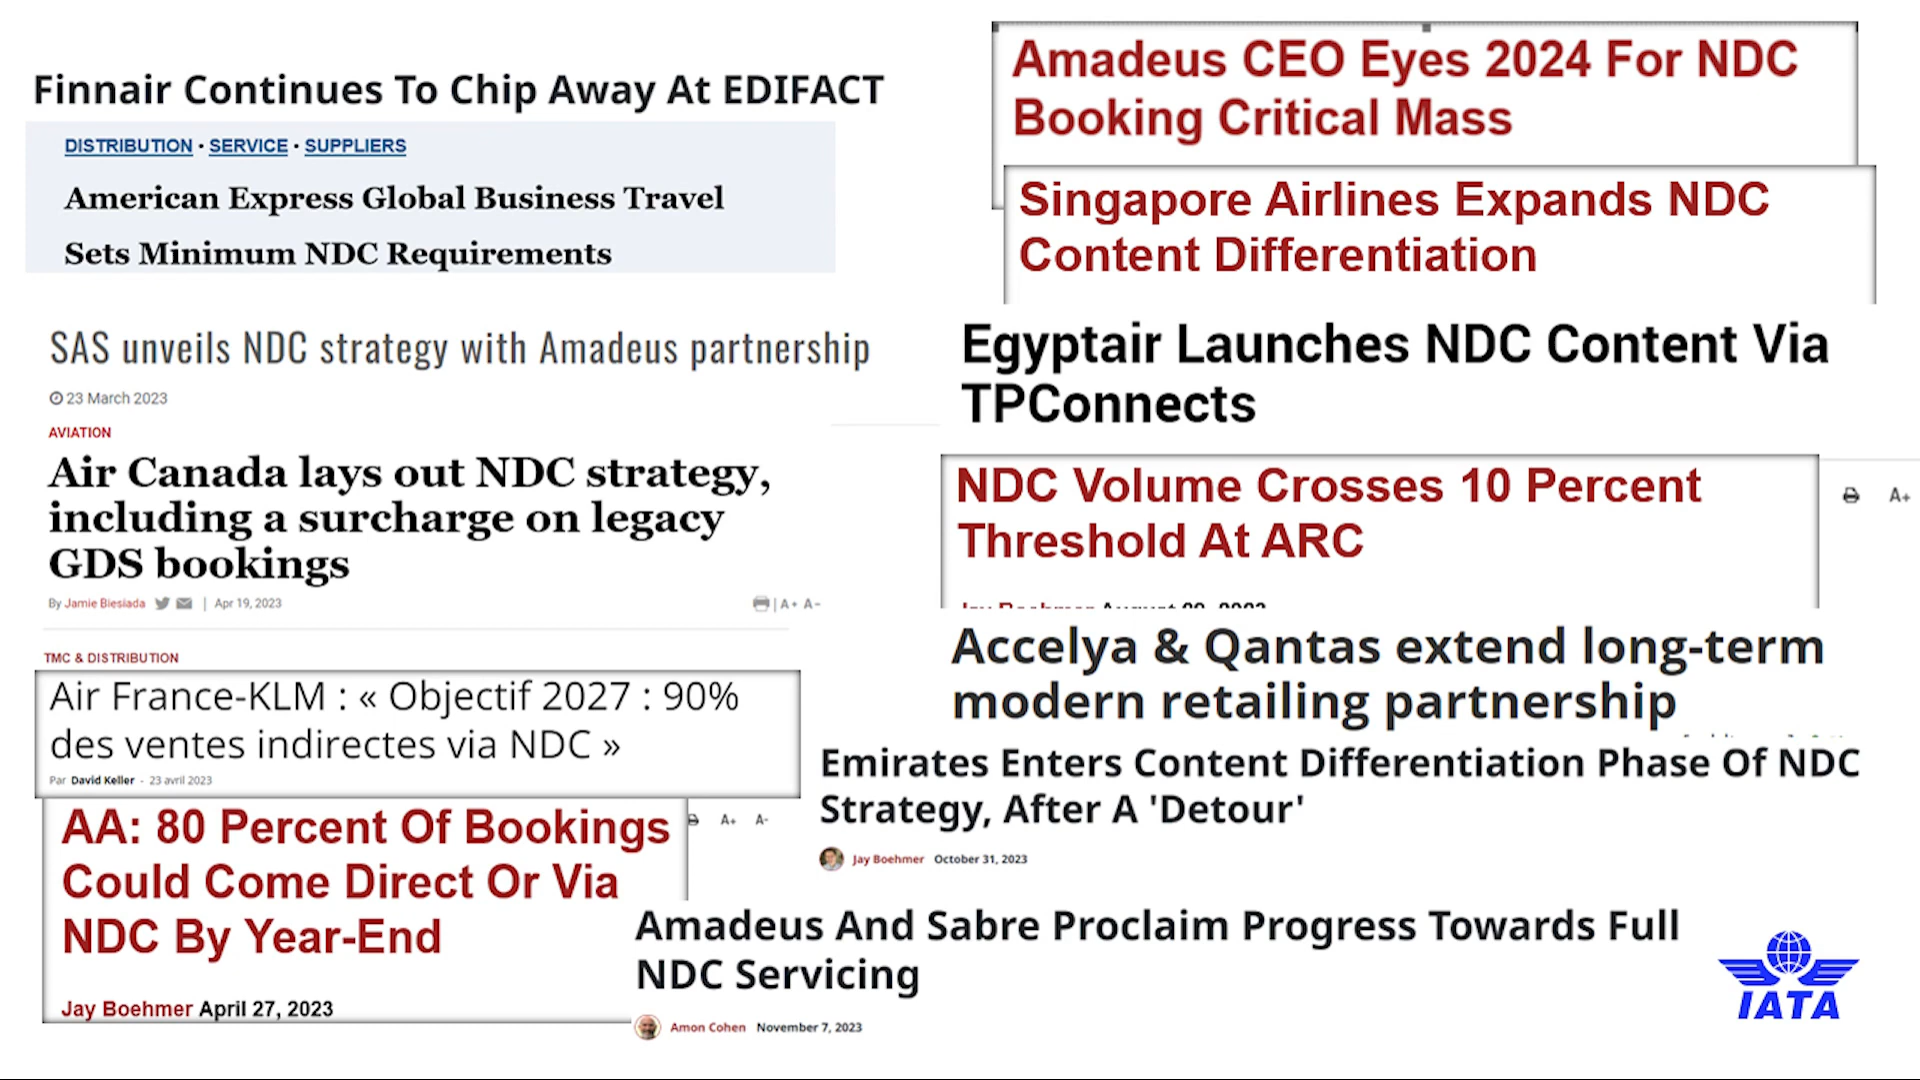 Finnair Continues To Chip Away At EDIFACT
DISTRIBUTION • SERVICE • SUPPLIERS
American Express Global Business Travel
Sets Minimum NDC Requirements
SAS unveils NDC strategy with Amadeus partnership
23 March 2023
AVIATION
Air Canada lays out NDC strategy,
including a surcharge on legacy
GDS bookings
By Jamie Biesiada | Apr 19, 2023
| A+ A-
TMC & DISTRIBUTION
Air France-KLM : « Objectif 2027 : 90%
des ventes indirectes via NDC »
Par David Keller - 23 avril 2023
AA: 80 Percent Of Bookings
Could Come Direct Or Via
NDC By Year-End
A+ A-
Jay Boehmer April 27, 2023
Amadeus CEO Eyes 2024 For NDC
Booking Critical Mass
Singapore Airlines Expands NDC
Content Differentiation
Egyptair Launches NDC Content Via
TPConnects
NDC Volume Crosses 10 Percent
Threshold At ARC
A+
Accelya & Qantas extend long-term
modern retailing partnership
Emirates Enters Content Differentiation Phase Of NDC
Strategy, After A 'Detour'
Jay Boehmer October 31, 2023
Amadeus And Sabre Proclaim Progress Towards Full
NDC Servicing
Amon Cohen November 7, 2023
IATA